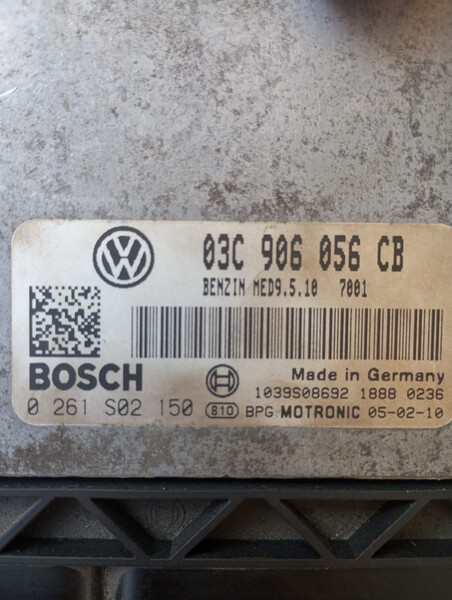 03C 906 056 CB
BENZIN MED9.5.10 7001
BOSCH
Made in Germany
1039S08692 1888 0236
0 261 S02 150 810 BPG MOTRONIC 05-02-10